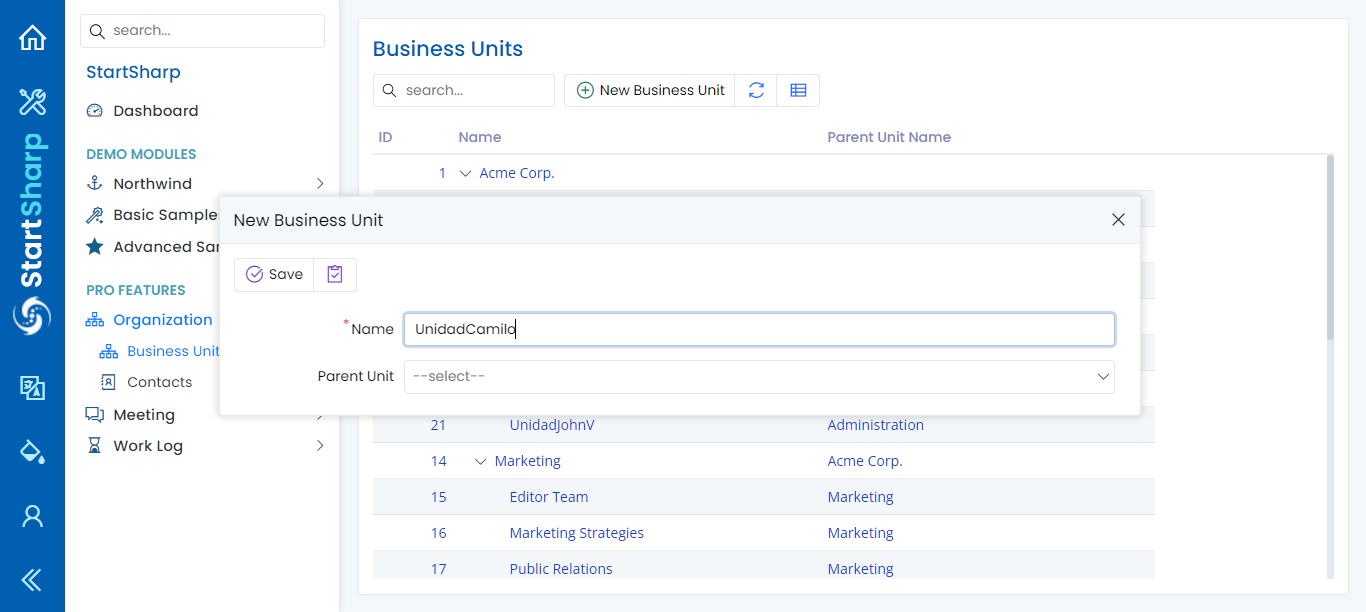 search...
StartSharp
Dashboard
DEMO MODULES
Northwind
Basic Sample
Advanced Sar
PRO FEATURES
Organization
Business Unit
Contacts
Meeting
Work Log
StartSharp
Business Units
search...
New Business Unit
ID Name Parent Unit Name
1 Acme Corp.
New Business Unit
Save
*Name UnidadCamilo
Parent Unit --select--
21 UnidadJohnV Administration
14 Marketing Acme Corp.
15 Editor Team Marketing
16 Marketing Strategies Marketing
17 Public Relations Marketing